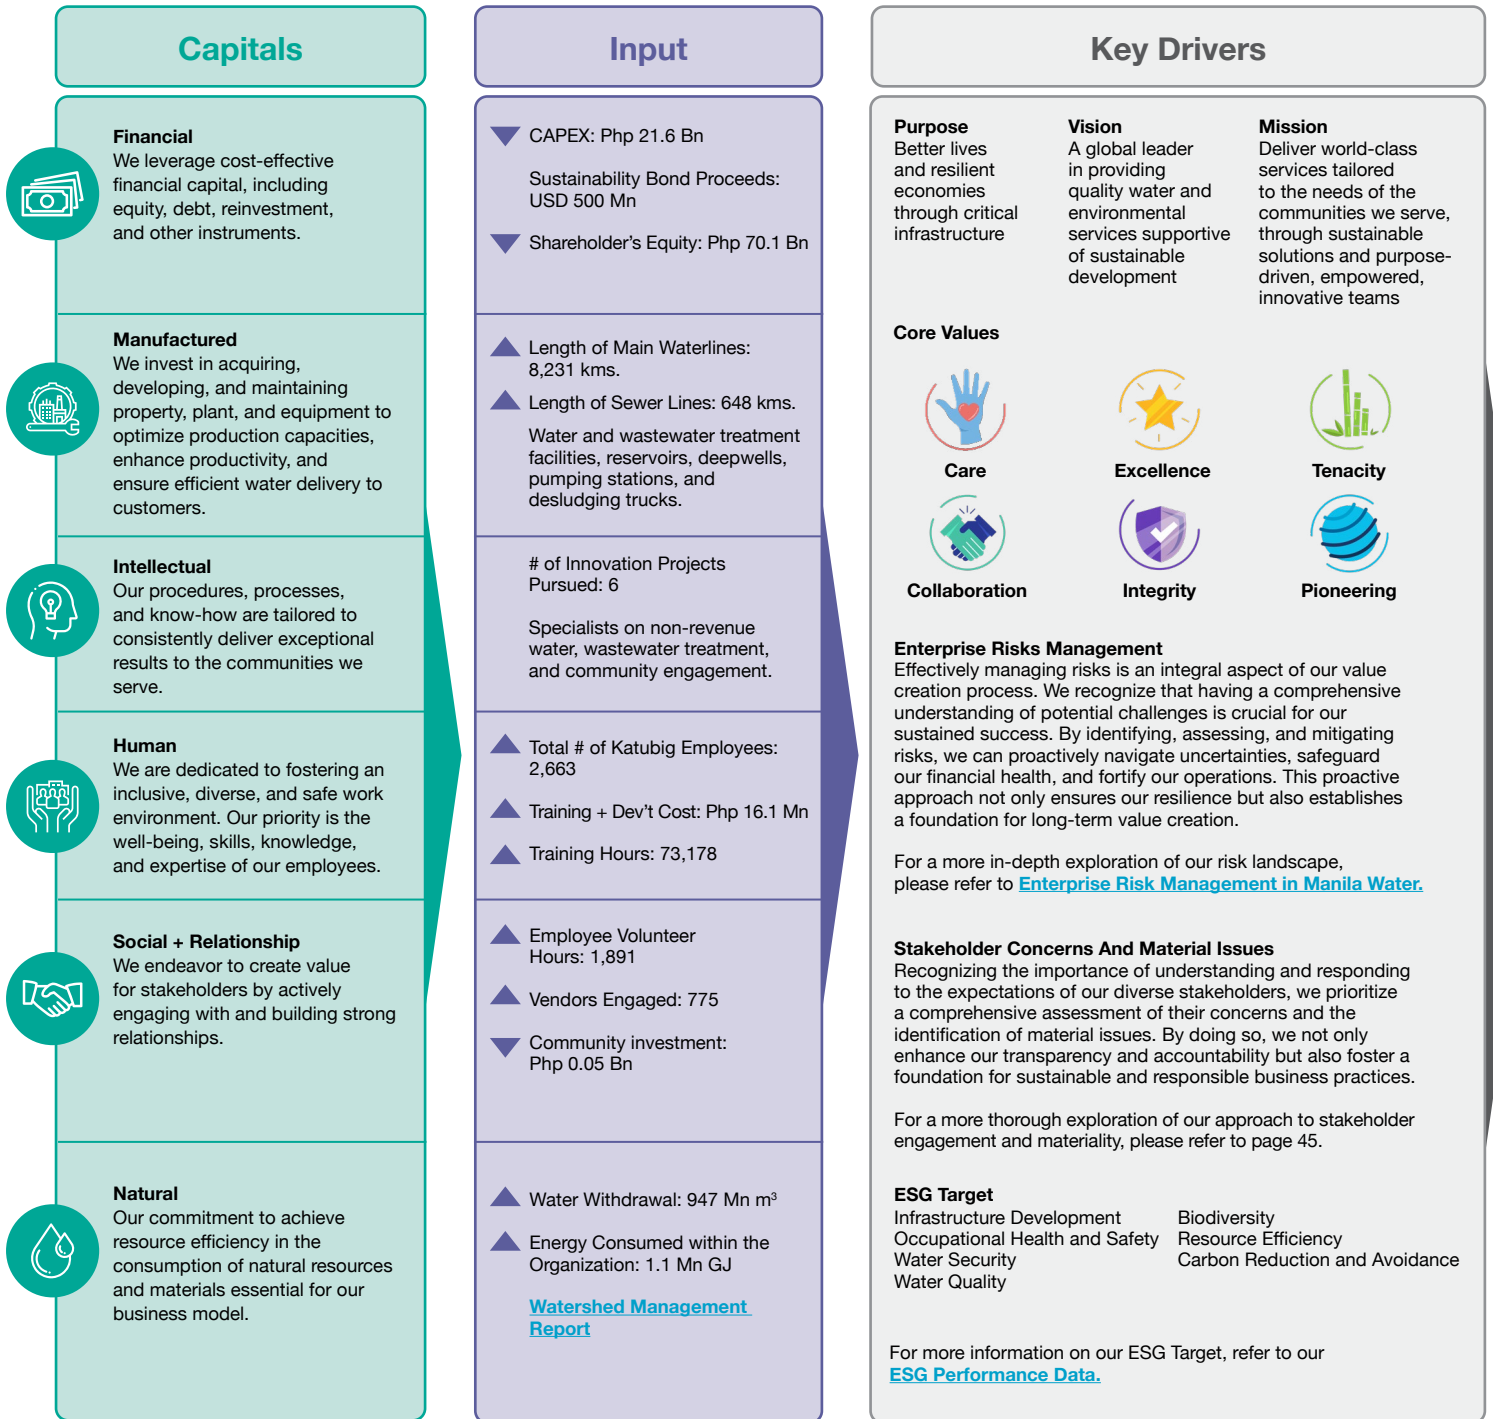 Capitals
Financial
We leverage cost-effective
financial capital, including
equity, debt, reinvestment,
and other instruments.
Manufactured
We invest in acquiring,
developing, and maintaining
property, plant, and equipment to
optimize production capacities,
enhance productivity, and
ensure efficient water delivery to
customers.
Intellectual
Our procedures, processes,
and know-how are tailored to
consistently deliver exceptional
results to the communities we
serve.
Human
We are dedicated to fostering an
inclusive, diverse, and safe work
environment. Our priority is the
well-being, skills, knowledge,
and expertise of our employees.
Social + Relationship
We endeavor to create value
for stakeholders by actively
engaging with and building strong
relationships.
Natural
Our commitment to achieve
resource efficiency in the
consumption of natural resources
and materials essential for our
business model.
Input
CAPEX: Php 21.6 Bn
Sustainability Bond Proceeds:
USD 500 Mn
Shareholder's Equity: Php 70.1 Bn
Length of Main Waterlines:
8,231 kms.
Length of Sewer Lines: 648 kms.
Water and wastewater treatment
facilities, reservoirs, deepwells,
pumping stations, and
desludging trucks.
# of Innovation Projects
Pursued: 6
Specialists on non-revenue
water, wastewater treatment,
and community engagement.
Total # of Katubig Employees:
2,663
Training + Dev't Cost: Php 16.1 Mn
Training Hours: 73,178
Employee Volunteer
Hours: 1,891
Vendors Engaged: 775
Community investment:
Php 0.05 Bn
Water Withdrawal: 947 Mn m³
Energy Consumed within the
Organization: 1.1 Mn GJ
Watershed Management
Report
Key Drivers
Purpose
Better lives
and resilient
economies
through critical
infrastructure
Vision
A global leader
in providing
quality water and
environmental
services supportive
of sustainable
development
Mission
Deliver world-class
services tailored
to the needs of the
communities we serve,
through sustainable
solutions and purpose-
driven, empowered,
innovative teams
Core Values
Care
Excellence
Tenacity
Collaboration
Integrity
Pioneering
Enterprise Risks Management
Effectively managing risks is an integral aspect of our value
creation process. We recognize that having a comprehensive
understanding of potential challenges is crucial for our
sustained success. By identifying, assessing, and mitigating
risks, we can proactively navigate uncertainties, safeguard
our financial health, and fortify our operations. This proactive
approach not only ensures our resilience but also establishes
a foundation for long-term value creation.
For a more in-depth exploration of our risk landscape,
please refer to Enterprise Risk Management in Manila Water.
Stakeholder Concerns And Material Issues
Recognizing the importance of understanding and responding
to the expectations of our diverse stakeholders, we prioritize
a comprehensive assessment of their concerns and the
identification of material issues. By doing so, we not only
enhance our transparency and accountability but also foster a
foundation for sustainable and responsible business practices.
For a more thorough exploration of our approach to stakeholder
engagement and materiality, please refer to page 45.
ESG Target
Infrastructure Development
Occupational Health and Safety
Water Security
Water Quality
Biodiversity
Resource Efficiency
Carbon Reduction and Avoidance
For more information on our ESG Target, refer to our
ESG Performance Data.